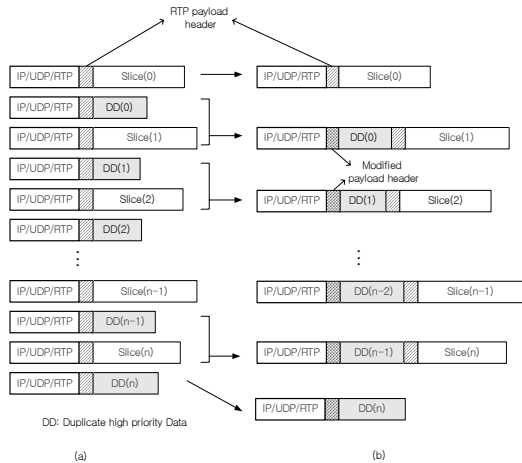 RTP payload
header
IP/UDP/RTP Slice(0)
IP/UDP/RTP Slice(0)
IP/UDP/RTP DD(0)
IP/UDP/RTP Slice(1)
IP/UDP/RTP DD(0) Slice(1)
IP/UDP/RTP DD(1)
Modified
payload header
IP/UDP/RTP Slice(2)
IP/UDP/RTP DD(1) Slice(2)
IP/UDP/RTP DD(2)
IP/UDP/RTP Slice(n-1)
IP/UDP/RTP DD(n-2) Slice(n-1)
IP/UDP/RTP DD(n-1)
IP/UDP/RTP Slice(n)
IP/UDP/RTP DD(n-1) Slice(n)
IP/UDP/RTP DD(n)
IP/UDP/RTP DD(n)
DD: Duplicate high priority Data
(a) (b)